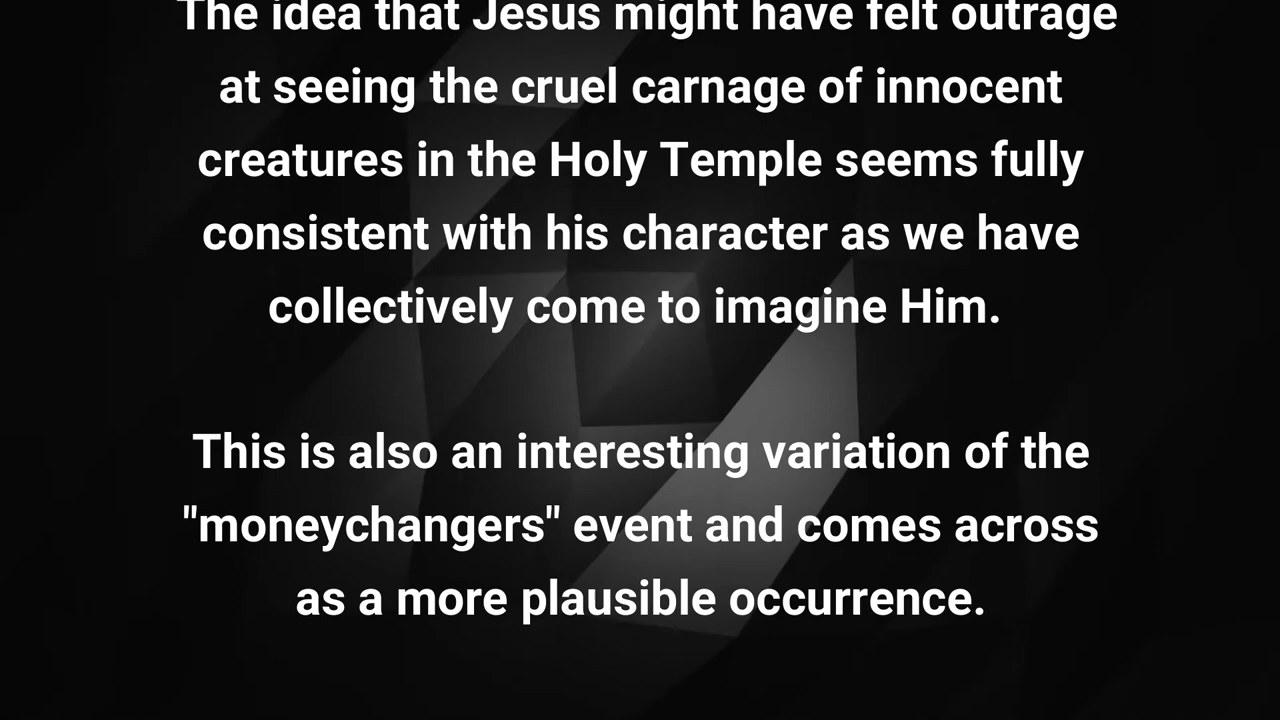 The idea that Jesus might have felt outrage
at seeing the cruel carnage of innocent
creatures in the Holy Temple seems fully
consistent with his character as we have
collectively come to imagine Him.
This is also an interesting variation of the
"moneychangers" event and comes across
as a more plausible occurrence.